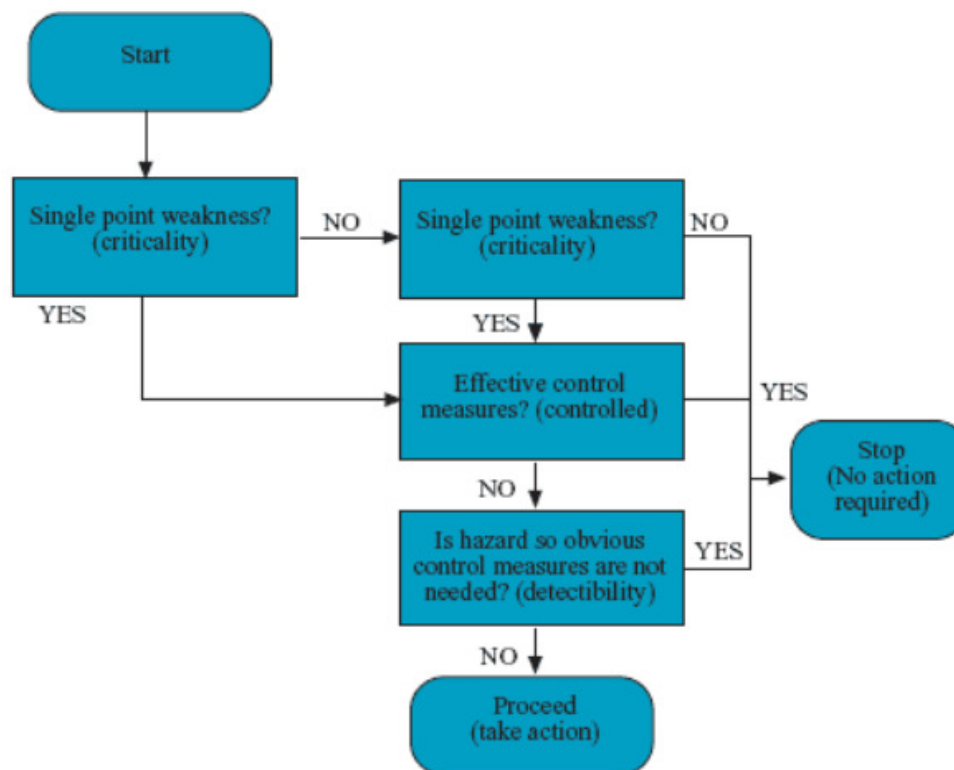 Start
Single point weakness?
(criticality)
NO
Single point weakness?
(criticality)
NO
YES
YES
Effective control
measures? (controlled)
YES
Stop
(No action
required)
NO
Is hazard so obvious
control measures are not
needed? (detectibility)
YES
NO
Proceed
(take action)